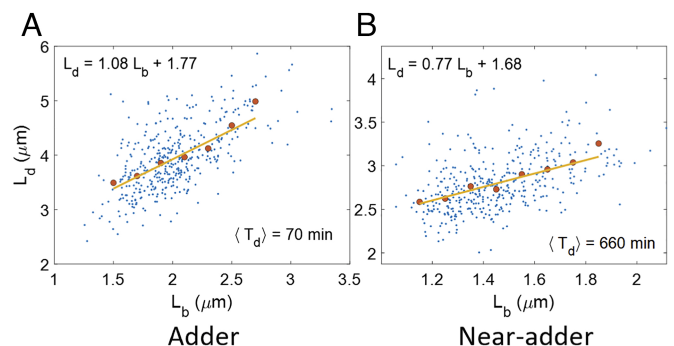 A
L_d = 1.08 L_b + 1.77
6
5
4
3
2
L_d (μm)
⟨ T_d⟩ = 70 min
1
1.5
2
2.5
3
3.5
L_b (μm)
Adder
B
L_d = 0.77 L_b + 1.68
4
3.5
3
2.5
2
⟨ T_d⟩ = 660 min
1.2
1.4
1.6
1.8
2
L_b (μm)
Near-adder